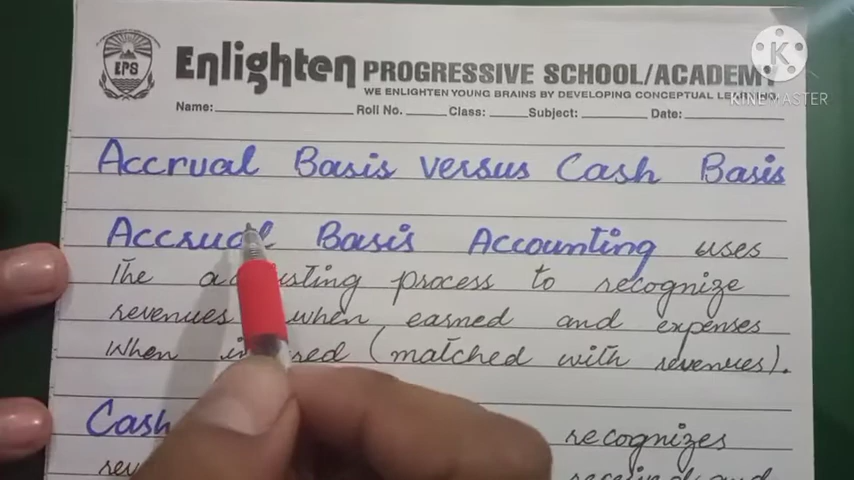 EPS
Enlighten PROGRESSIVE SCHOOL/ACADEMY
WE ENLIGHTEN YOUNG BRAINS BY DEVELOPING CONCEPTUAL LEARNING.
Name: Roll No. Class: Subject: Date:
KINEMASTER
Accrual Basis versus Cash Basis
Accrual Basis Accounting uses
The process to recognize
revenues when earned and expenses
When (matched with revenues).
Cash recognizes
and